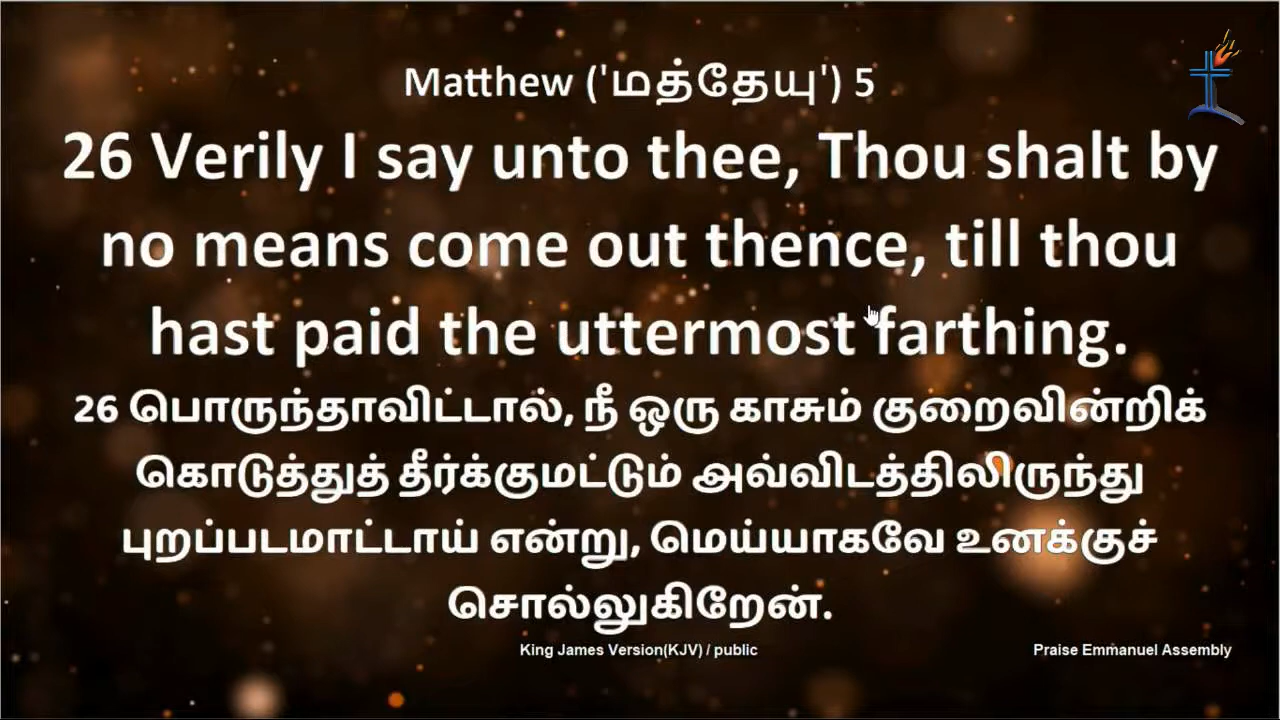 Matthew ('மத்தேயு') 5
26 Verily I say unto thee, Thou shalt by
no means come out thence, till thou
hast paid the uttermost farthing.
26 பொருந்தாவிட்டால், நீ ஒரு காசும் குறைவின்றிக்
கொடுத்துத் தீர்க்குமட்டும் அவ்விடத்திலிருந்து
புறப்படமாட்டாய் என்று, மெய்யாகவே உனக்குச்
சொல்லுகிறேன்.
King James Version(KJV) / public
Praise Emmanuel Assembly